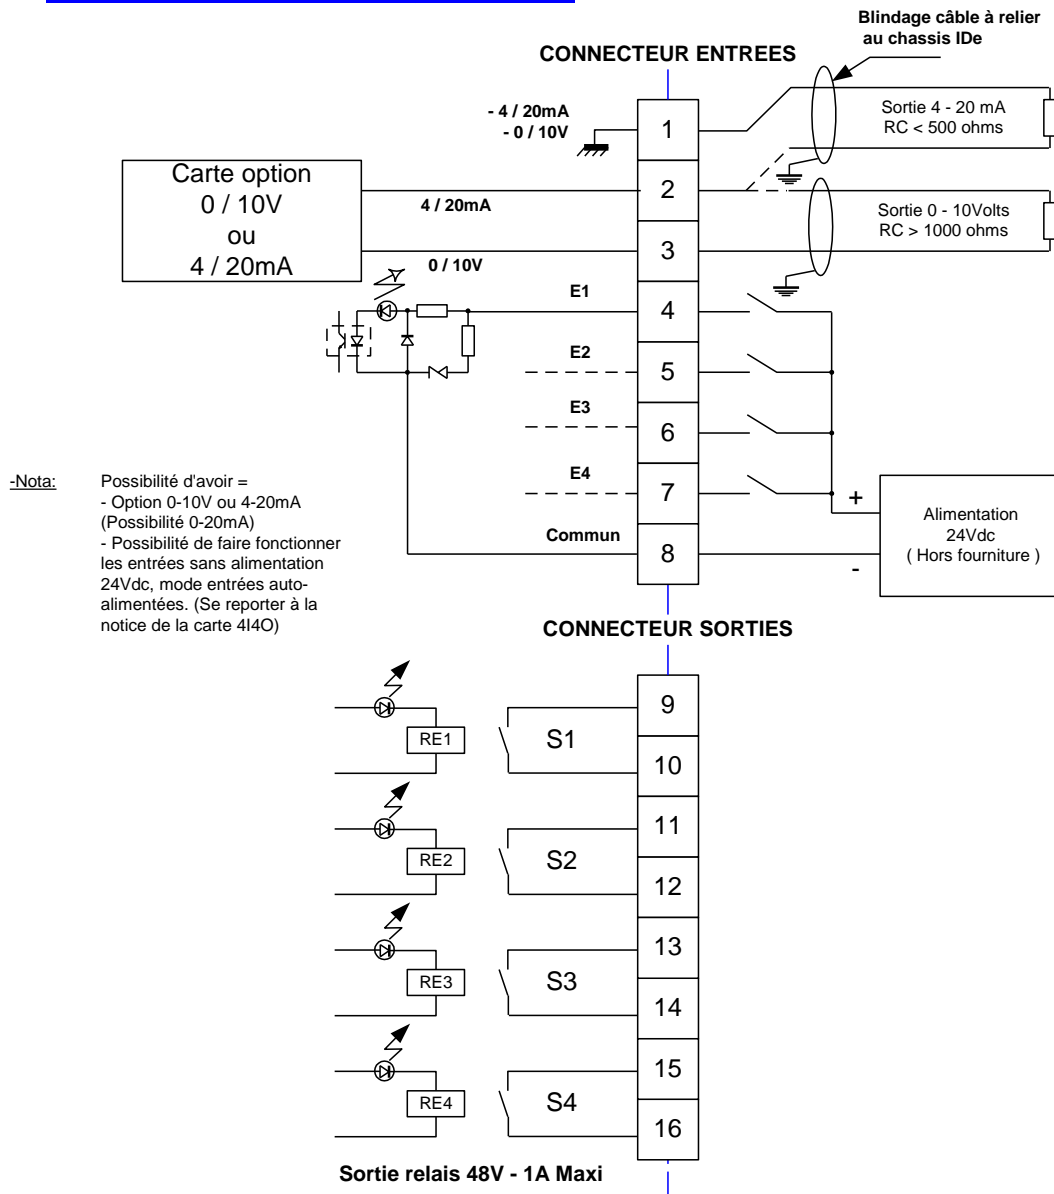 Blindage câble à relier
au chassis IDe
CONNECTEUR ENTREES
- 4 / 20mA
- 0 / 10V
1
Sortie 4 - 20 mA
RC < 500 ohms
Carte option
0 / 10V
ou
4 / 20mA
4 / 20mA
2
Sortie 0 - 10Volts
RC > 1000 ohms
0 / 10V
3
E1
4
E2
5
E3
6
E4
7
Commun
8
+
-
Alimentation
24Vdc
( Hors fourniture )
-Nota:
Possibilité d'avoir =
- Option 0-10V ou 4-20mA
(Possibilité 0-20mA)
- Possibilité de faire fonctionner
les entrées sans alimentation
24Vdc, mode entrées auto-
alimentées. (Se reporter à la
notice de la carte 4I4O)
CONNECTEUR SORTIES
RE1
S1
9
10
RE2
S2
11
12
RE3
S3
13
14
RE4
S4
15
16
Sortie relais 48V - 1A Maxi